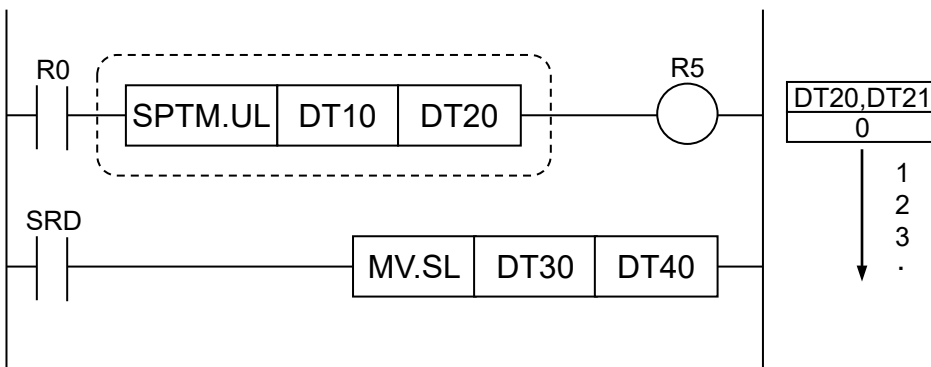 R0
SPTM.UL DT10 DT20
R5
DT20,DT21
0
1
2
3
.
SRD
MV.SL DT30 DT40